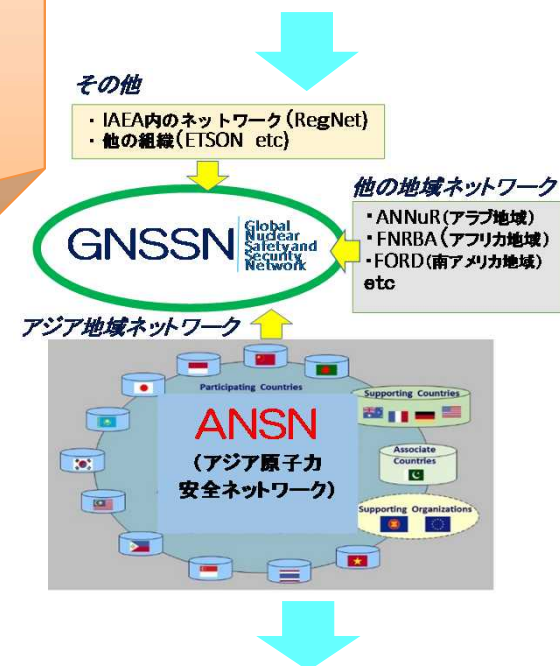 その他
・IAEA内のネットワーク(RegNet)
・他の組織(ETSON etc)
他の地域ネットワーク
・ANNuR(アラブ地域)
・FNRBA(アフリカ地域)
・FORD(南アメリカ地域)
etc
GNSSN
Global
Nuclear
Safety and
Security
Network
アジア地域ネットワーク
Participating Countries
ANSN
(アジア原子力
安全ネットワーク)
Supporting Countries
Associate
Countries
Supporting Organizations